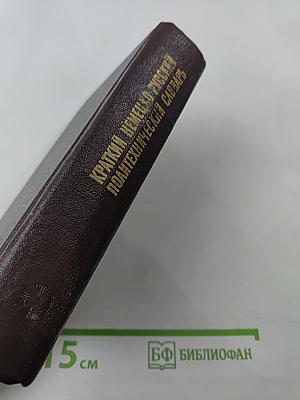 КРАТКИЙ НЕМЕЦКО-РУССКИЙ
ПОЛИТЕХНИЧЕСКИЙ СЛОВАРЬ
15 см
БФ БИБЛИОФАН